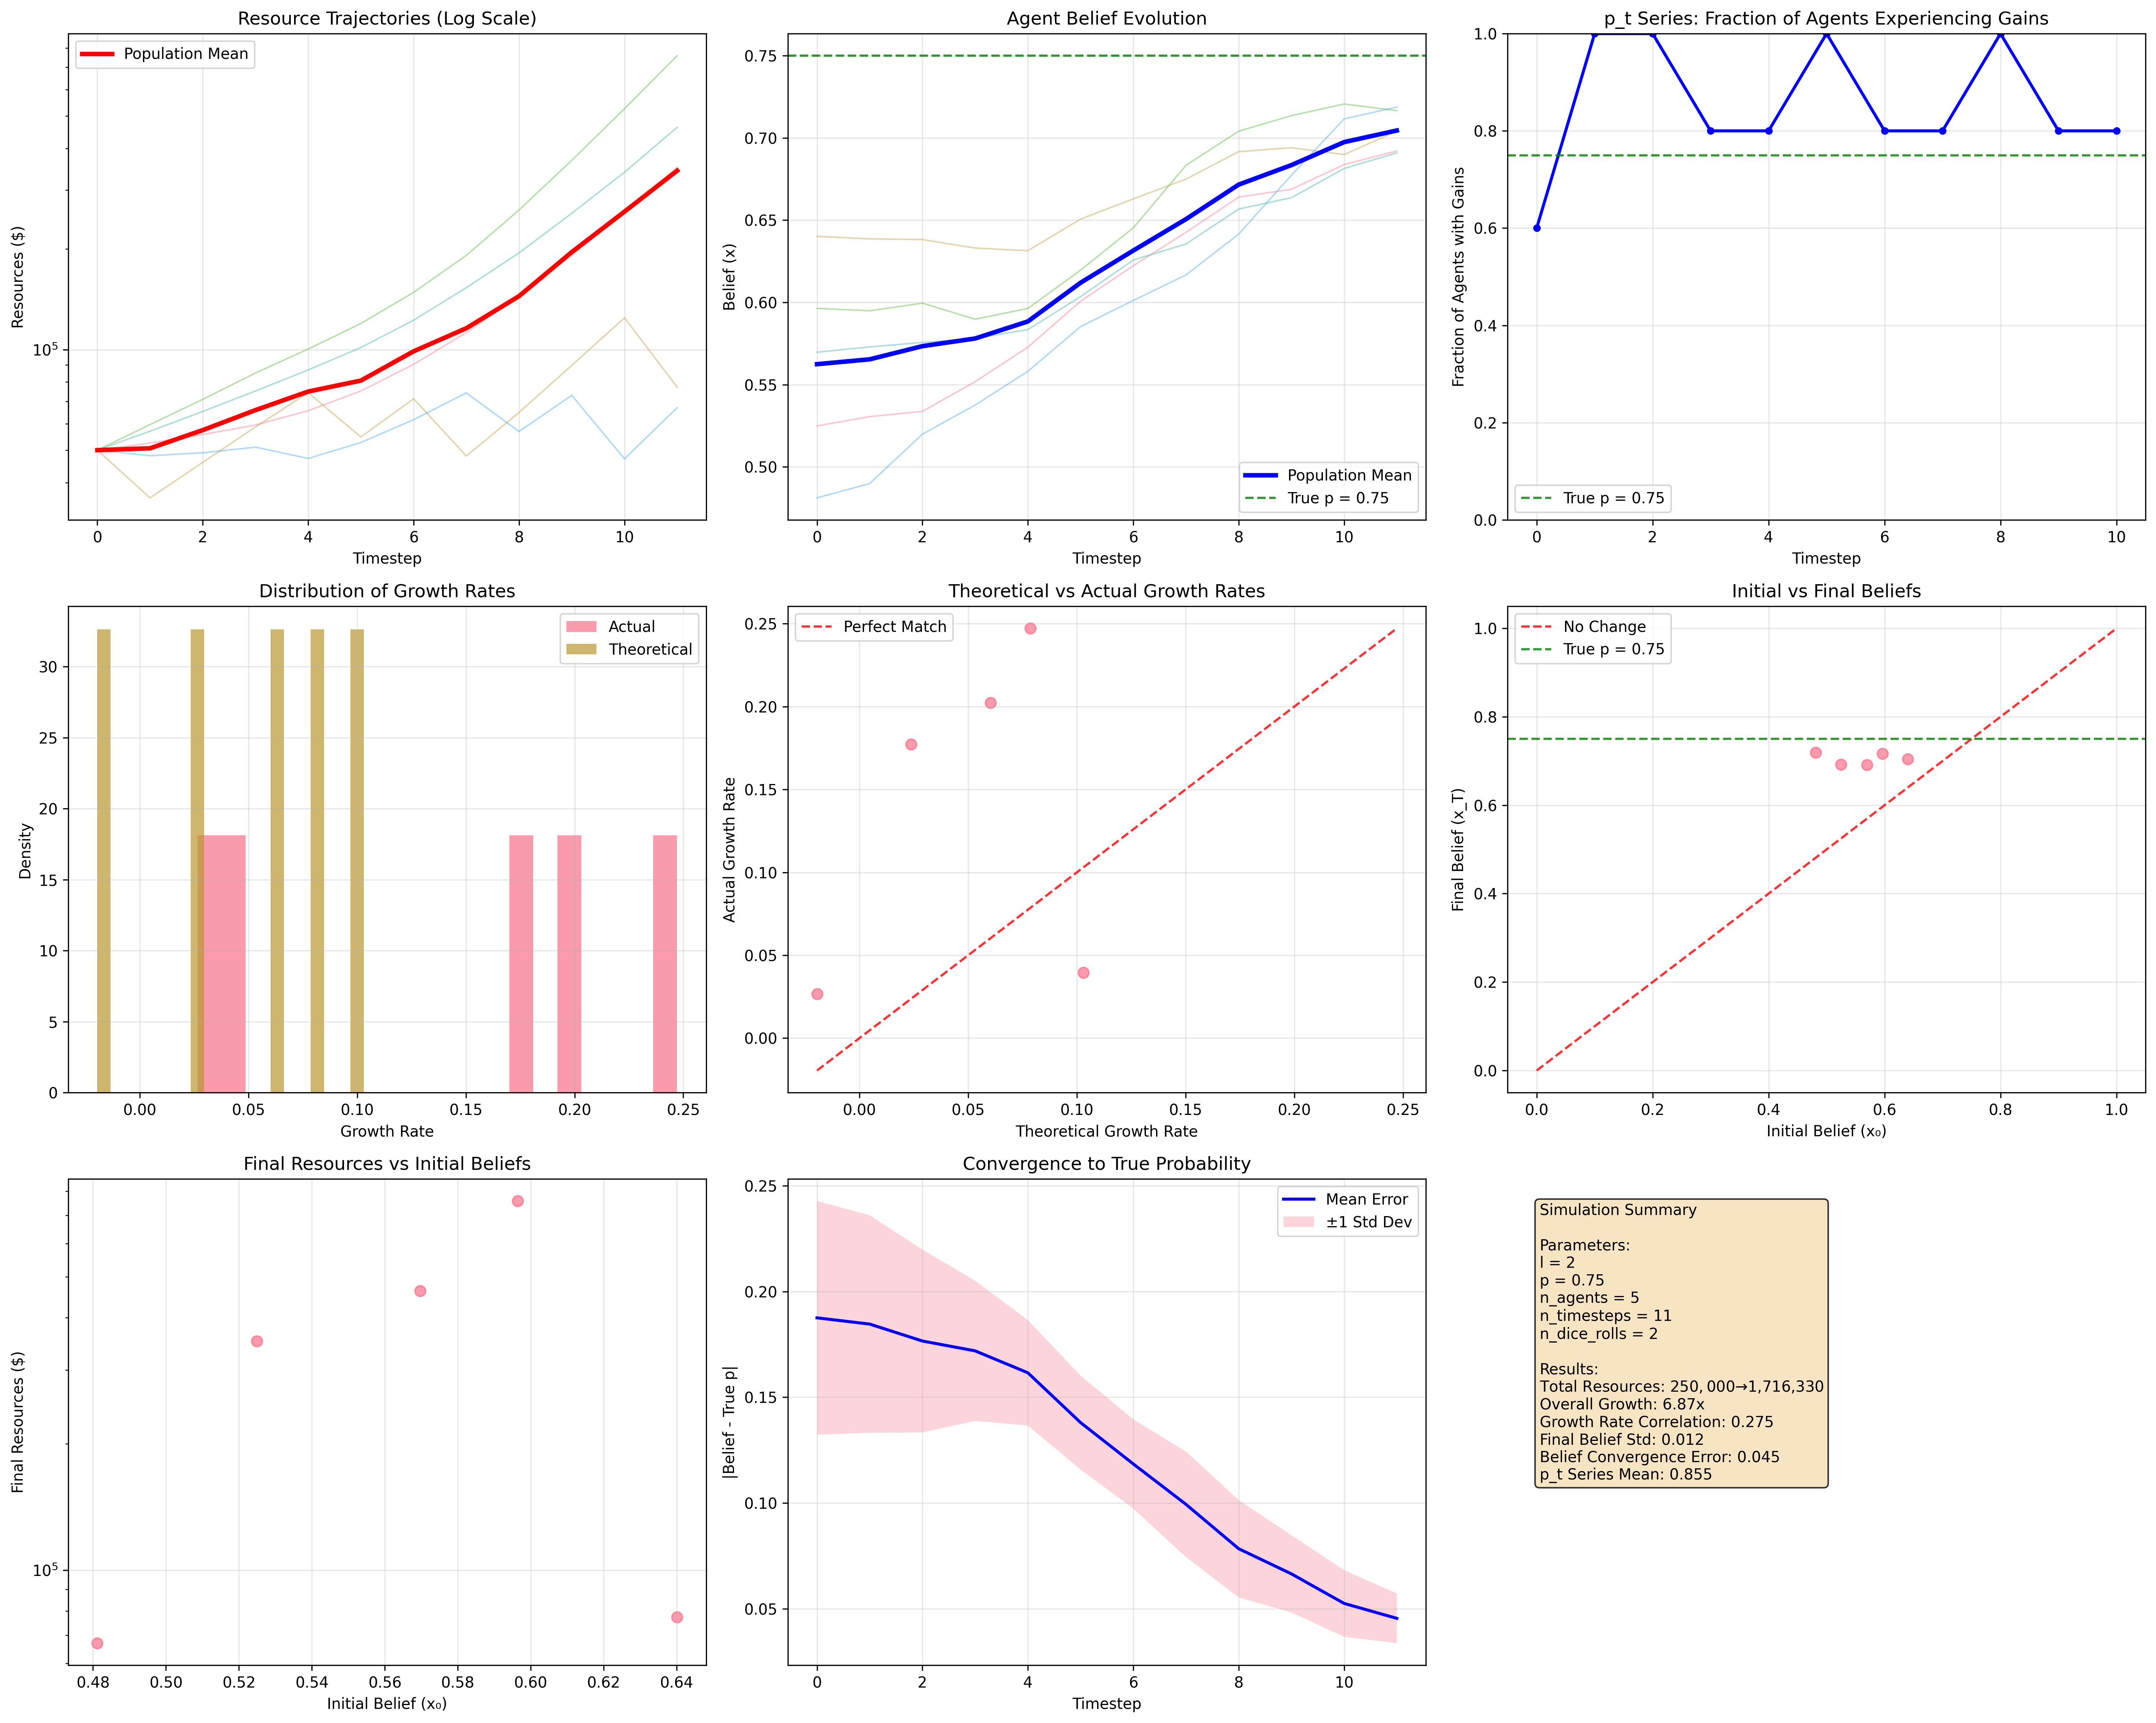 Resource Trajectories (Log Scale)
Population Mean
Resources ($)
10⁵
0 2 4 6 8 10
Timestep
Agent Belief Evolution
Belief (x)
0.75
0.70
0.65
0.60
0.55
0.50
Population Mean
True p = 0.75
0 2 4 6 8 10
Timestep
p_t Series: Fraction of Agents Experiencing Gains
Fraction of Agents with Gains
1.0
0.8
0.6
0.4
0.2
0.0
True p = 0.75
0 2 4 6 8 10
Timestep
Distribution of Growth Rates
Actual
Theoretical
Density
30
25
20
15
10
5
0
0.00 0.05 0.10 0.15 0.20 0.25
Growth Rate
Theoretical vs Actual Growth Rates
Perfect Match
Actual Growth Rate
0.25
0.20
0.15
0.10
0.05
0.00
0.00 0.05 0.10 0.15 0.20 0.25
Theoretical Growth Rate
Initial vs Final Beliefs
No Change
True p = 0.75
Final Belief (x_T)
1.0
0.8
0.6
0.4
0.2
0.0
0.0 0.2 0.4 0.6 0.8 1.0
Initial Belief (x₀)
Final Resources vs Initial Beliefs
Final Resources ($)
10⁵
0.48 0.50 0.52 0.54 0.56 0.58 0.60 0.62 0.64
Initial Belief (x₀)
Convergence to True Probability
Mean Error
±1 Std Dev
|Belief - True p|
0.25
0.20
0.15
0.10
0.05
0 2 4 6 8 10
Timestep
Simulation Summary
Parameters:
l = 2
p = 0.75
n_agents = 5
n_timesteps = 11
n_dice_rolls = 2
Results:
Total Resources: 250, 000→1,716,330
Overall Growth: 6.87x
Growth Rate Correlation: 0.275
Final Belief Std: 0.012
Belief Convergence Error: 0.045
p_t Series Mean: 0.855